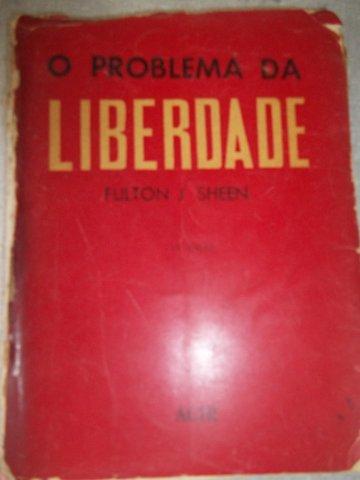 O PROBLEMA DA
LIBERDADE
FULTON J SHEEN
AGIR